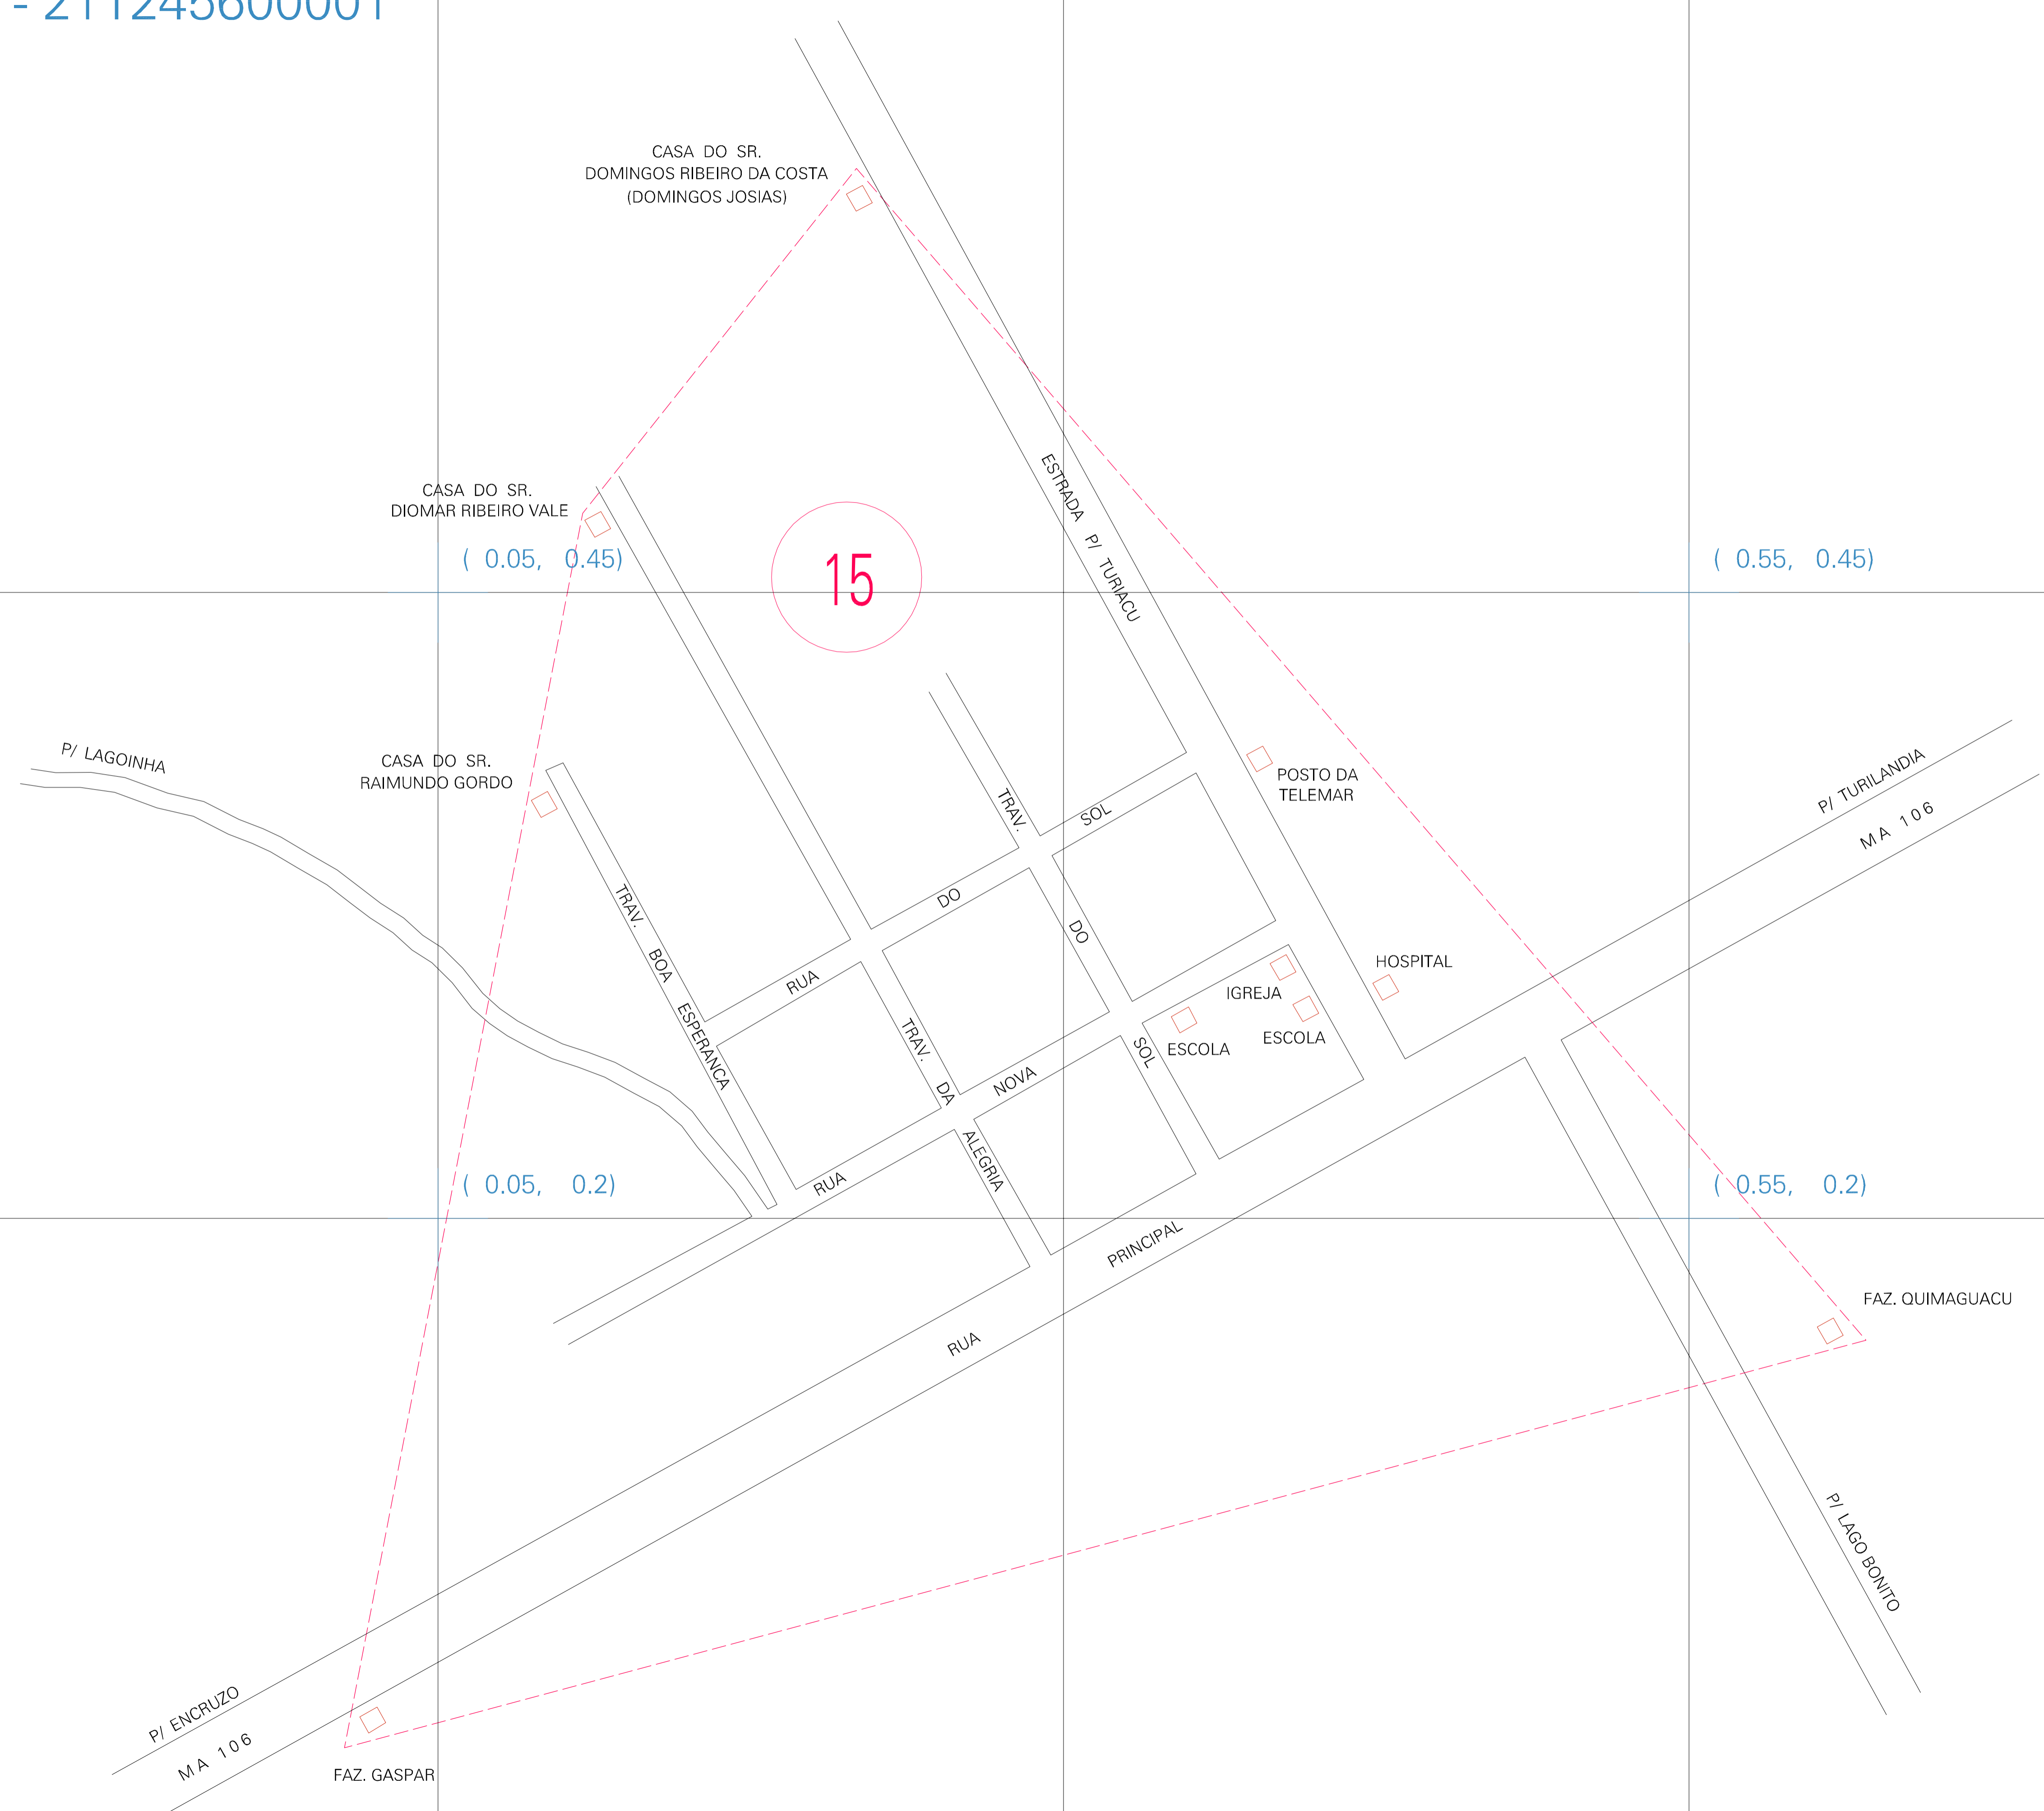 - 211245600001
CASA DO SR.
DOMINGOS RIBEIRO DA COSTA
(DOMINGOS JOSIAS)
CASA DO SR.
DIOMAR RIBEIRO VALE
( 0.05, 0.45)
15
ESTRADA P/ TURIACU
( 0.55, 0.45)
P/ LAGOINHA
CASA DO SR.
RAIMUNDO GORDO
POSTO DA
TELEMAR
P/ TURILANDIA
MA 106
TRAV. DO SOL
RUA DO SOL
TRAV. BOA ESPERANCA
HOSPITAL
IGREJA
ESCOLA
ESCOLA
TRAV. DA ALEGRIA
RUA NOVA
( 0.05, 0.2)
( 0.55, 0.2)
RUA PRINCIPAL
FAZ. QUIMAGUACU
P/ LAGO BONITO
P/ ENCRUZO
MA 106
FAZ. GASPAR